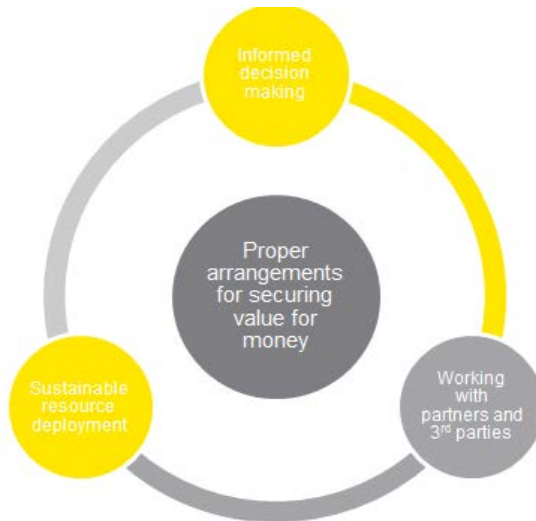 Informed
decision
making
Proper
arrangements
for securing
value for
money
Sustainable
resource
deployment
Working
with
partners and
3rd parties